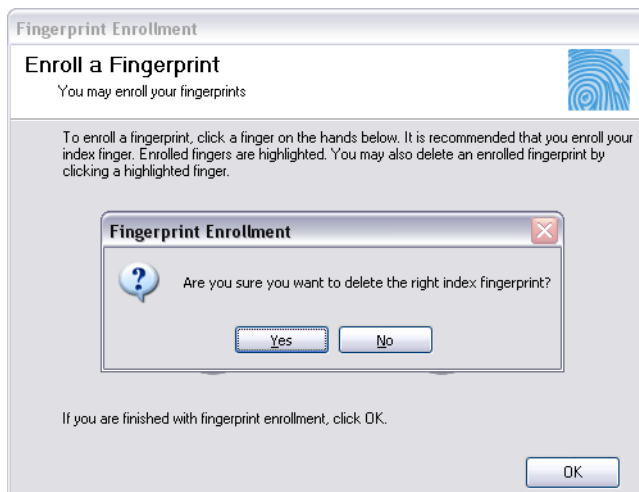 Fingerprint Enrollment
Enroll a Fingerprint
You may enroll your fingerprints
To enroll a fingerprint, click a finger on the hands below. It is recommended that you enroll your
index finger. Enrolled fingers are highlighted. You may also delete an enrolled fingerprint by
clicking a highlighted finger.
Fingerprint Enrollment
Are you sure you want to delete the right index fingerprint?
Yes No
If you are finished with fingerprint enrollment, click OK.
OK